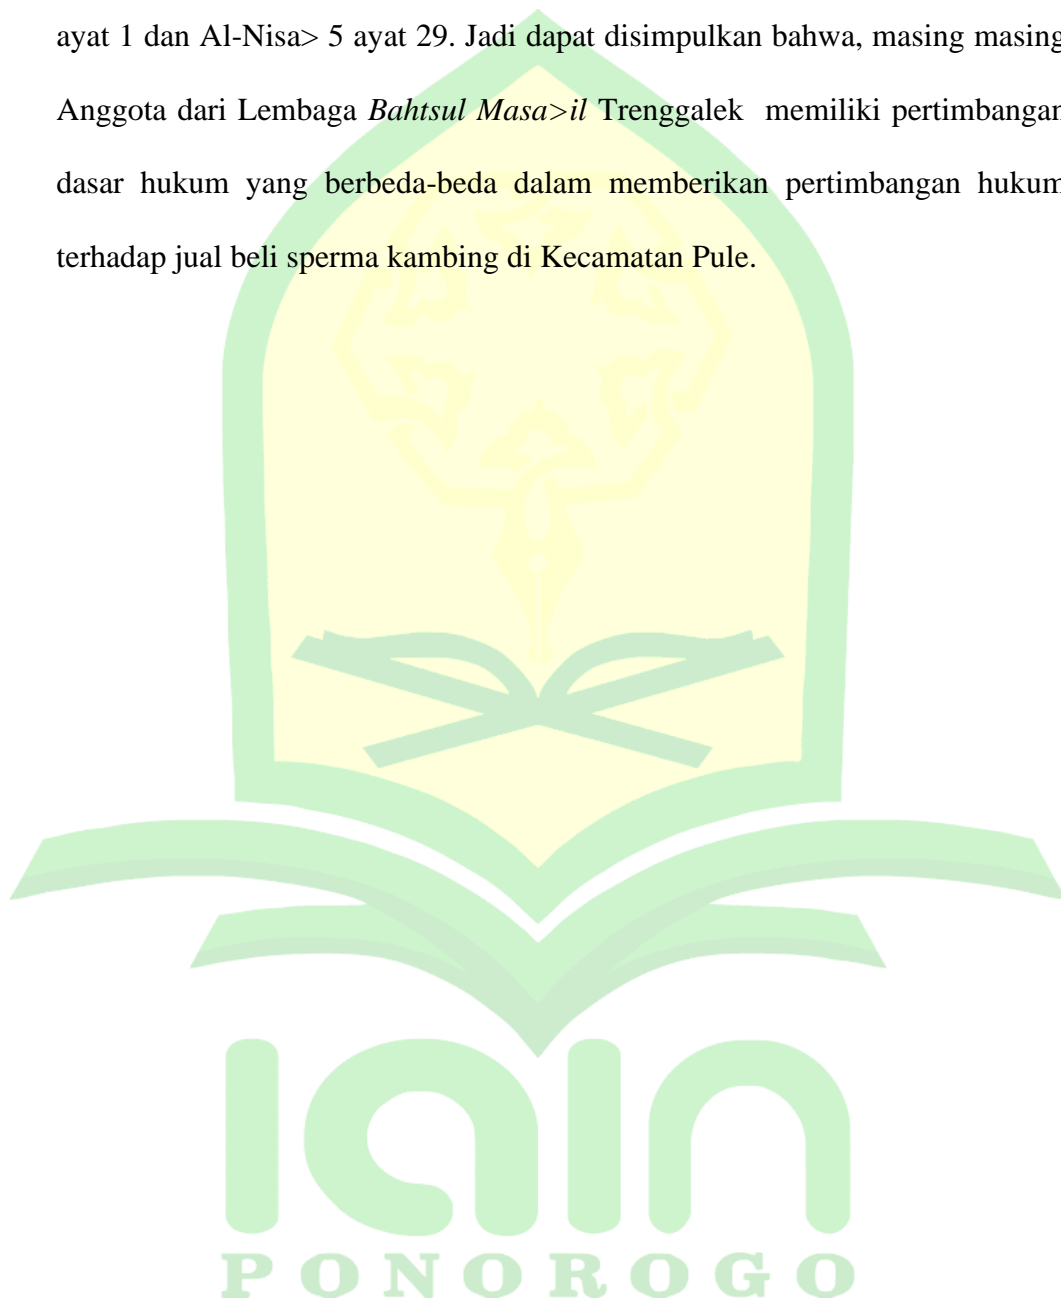 ayat 1 dan Al-Nisa> 5 ayat 29. Jadi dapat disimpulkan bahwa, masing masing
Anggota dari Lembaga Bahtsul Masa>il Trenggalek memiliki pertimbangan
dasar hukum yang berbeda-beda dalam memberikan pertimbangan hukum
terhadap jual beli sperma kambing di Kecamatan Pule.
iain
PONOROGO